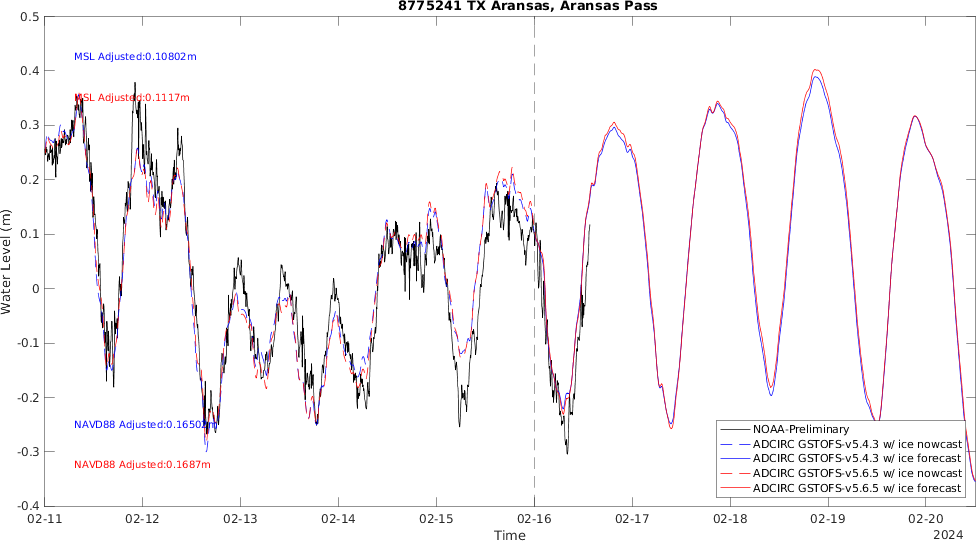 8775241 TX Aransas, Aransas Pass
0.5
0.4
0.3
0.2
0.1
0
-0.1
-0.2
-0.3
-0.4
Water Level (m)
MSL Adjusted:0.10802m
MSL Adjusted:0.1117m
NAVD88 Adjusted:0.16502m
NAVD88 Adjusted:0.1687m
NOAA-Preliminary
ADCIRC GSTOFS-v5.4.3 w/ ice nowcast
ADCIRC GSTOFS-v5.4.3 w/ ice forecast
ADCIRC GSTOFS-v5.6.5 w/ ice nowcast
ADCIRC GSTOFS-v5.6.5 w/ ice forecast
02-11 02-12 02-13 02-14 02-15 02-16 02-17 02-18 02-19 02-20
Time
2024